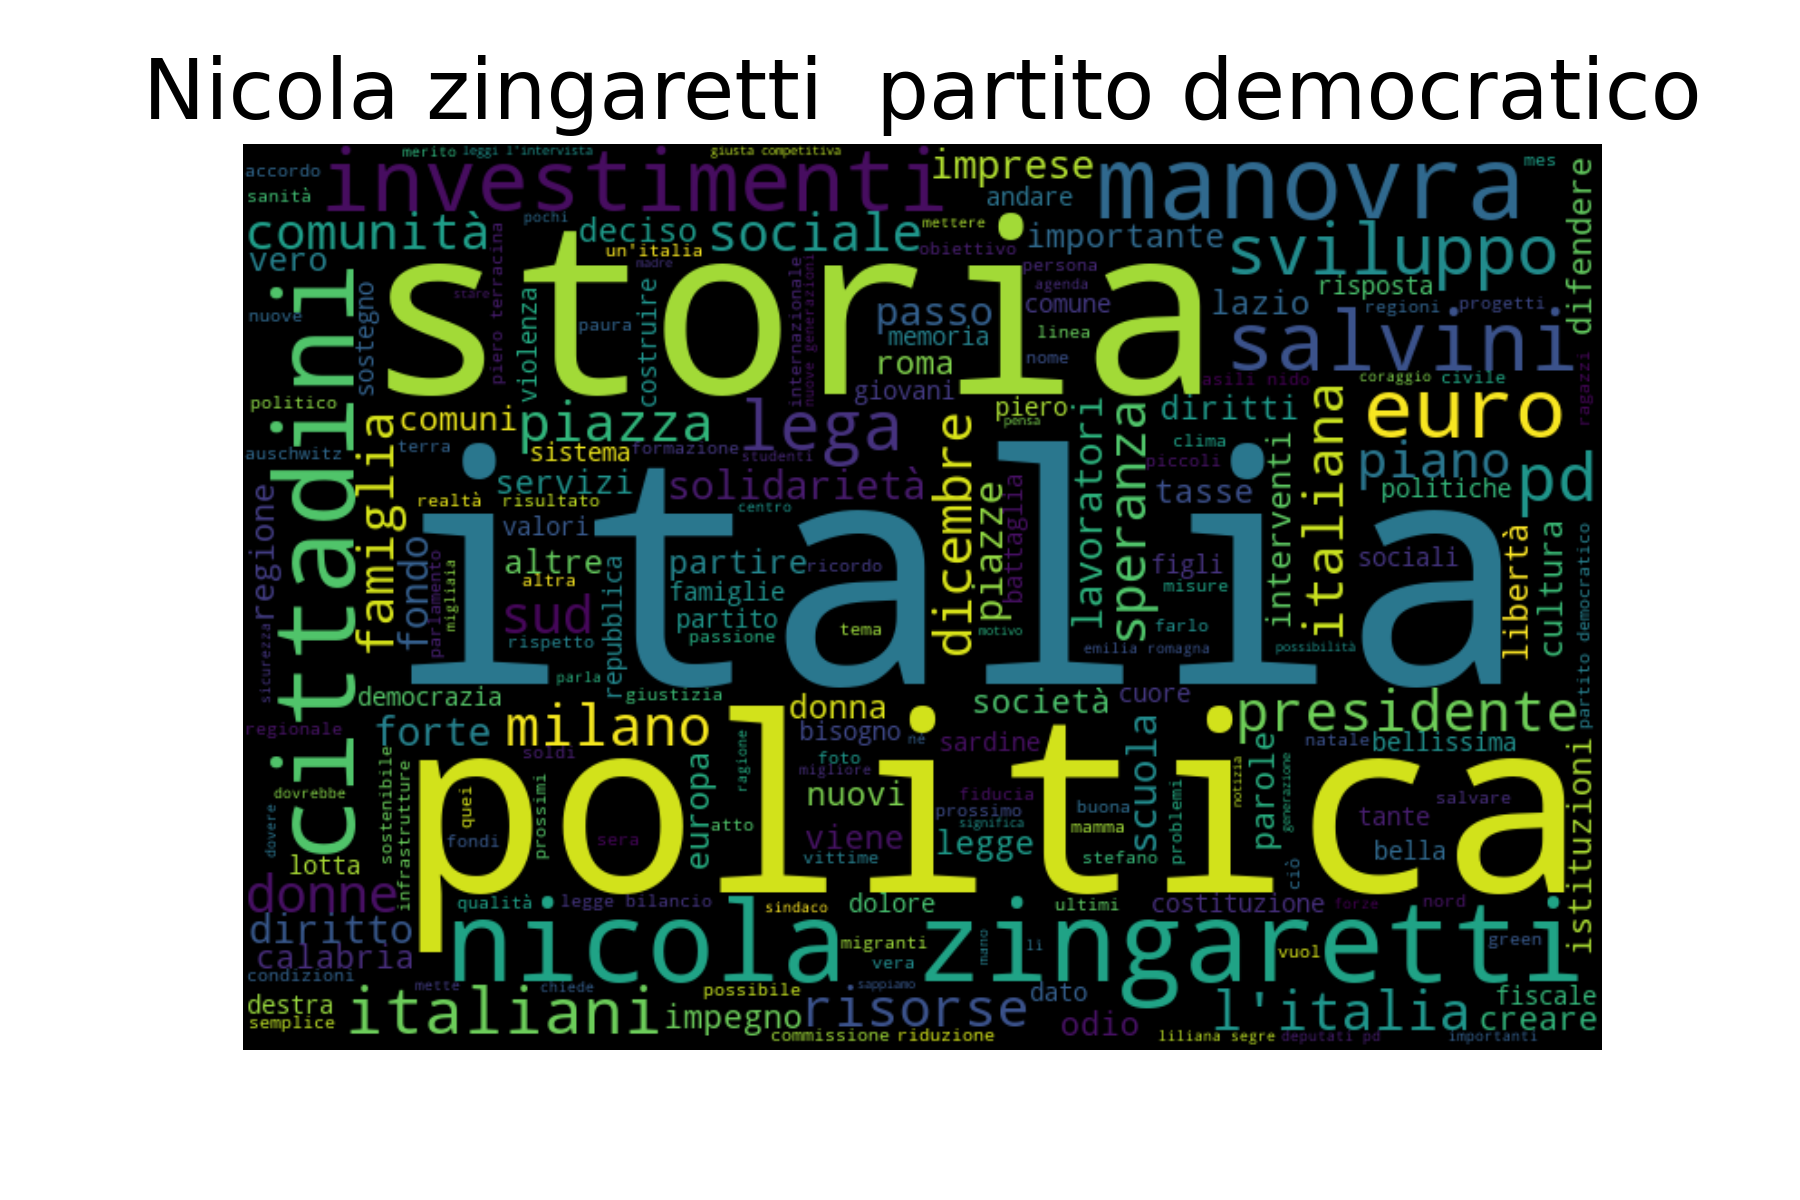 Nicola zingaretti  partito democratico
merito leggi l'intervista giusta competitiva
accordo investimenti imprese manovra mes
sanità andare difendere
comunità pochi deciso sociale mettere importante sviluppo
vero un'italia obiettivo
madre persona
piero terracina internazionale nuove generazioni
storia
stare agenda risposta
sostegno violenza costruire passo comune lazio regioni progetti
nuove paura memoria linea salvini
roma nome
giovani asili nido coraggio civile ragazzi
politico comuni piazza lega piero diritti euro
pensa
cittadini famiglia terra sistema formazione studenti dicembre lavoratori speranza clima interventi italiana
auschwitz piccoli piano pd
servizi solidarietà piazze battaglia tasse politiche
regione realtà risultato centro
valori
italia
fondo altre partire ricordo figli sociali libertà cultura partito democratico
parlamento migliaia altra repubblica famiglie misure
sud partito
rispetto passione tema motivo farlo
sicurezza emilia romagna possibilità
parla
democrazia giustizia società cuore
donna presidente
regionale forte milano bisogno ne sardine scuola natale bellissima
soldi ragione foto parole istituzioni
migliore
politica
dovrebbe sostenibile infrastrutture quei prossimi europa nuovi fiducia buona problemi notizia generazione salvare
prossimo tante
dovere fondi sera atto viene significa mamma
lotta vittime legge stefano ciò bella
donne qualità legge bilancio sindaco dolore ultimi costituzione forze nord
diritto nicola zingaretti migranti mano lì green
calabria vera vuol
condizioni mette chiede sappiamo
destra italiani possibile risorse dato l'italia fiscale
semplice impegno odio creare
commissione riduzione liliana segre deputati pd importanti